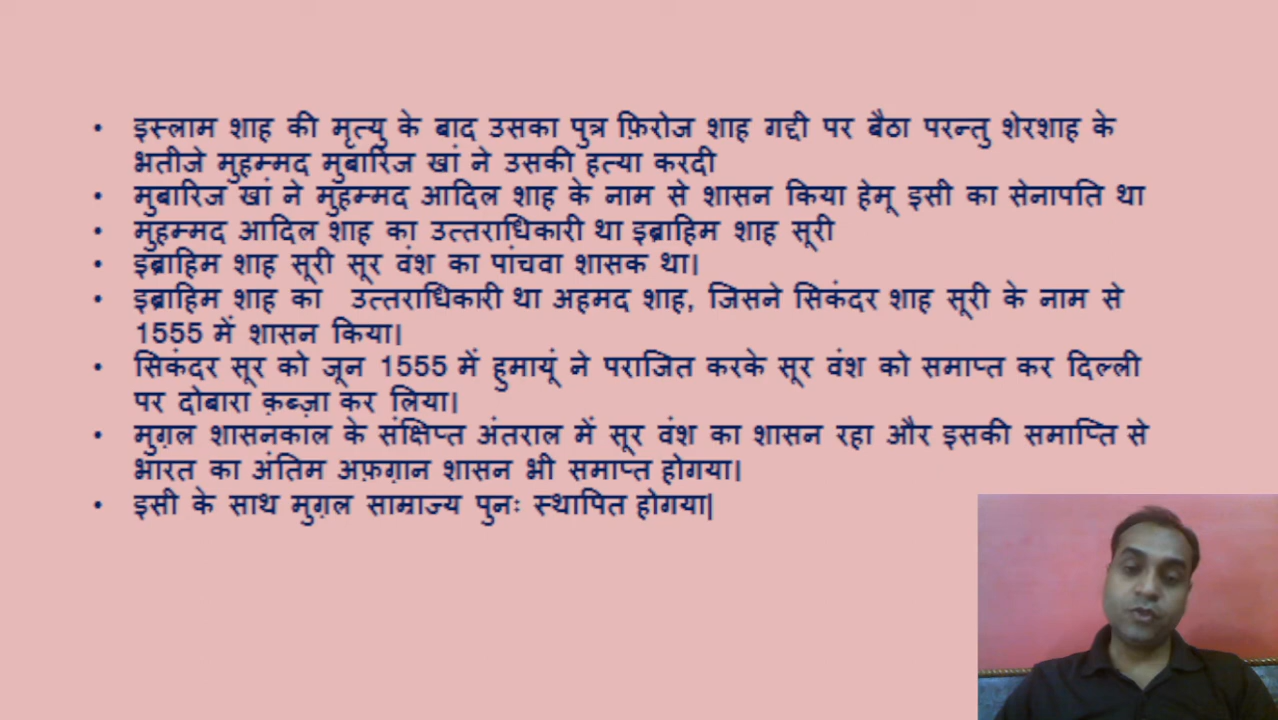 • इस्लाम शाह की मृत्यु के बाद उसका पुत्र फ़िरोज शाह गद्दी पर बैठा परन्तु शेरशाह के
भतीजे मुहम्मद मुबारिज खां ने उसकी हत्या करदी
• मुबारिज खां ने मुहम्मद आदिल शाह के नाम से शासन किया हेमू इसी का सेनापति था
• मुहम्मद आदिल शाह का उत्तराधिकारी था इब्राहिम शाह सूरी
• इब्राहिम शाह सूरी सूर वंश का पांचवा शासक था।
• इब्राहिम शाह का उत्तराधिकारी था अहमद शाह, जिसने सिकंदर शाह सूरी के नाम से
1555 में शासन किया।
• सिकंदर सूर को जून 1555 में हुमायूं ने पराजित करके सूर वंश को समाप्त कर दिल्ली
पर दोबारा क़ब्ज़ा कर लिया।
• मुग़ल शासनकाल के संक्षिप्त अंतराल में सूर वंश का शासन रहा और इसकी समाप्ति से
भारत का अंतिम अफ़ग़ान शासन भी समाप्त होगया।
• इसी के साथ मुग़ल साम्राज्य पुनः स्थापित होगया|